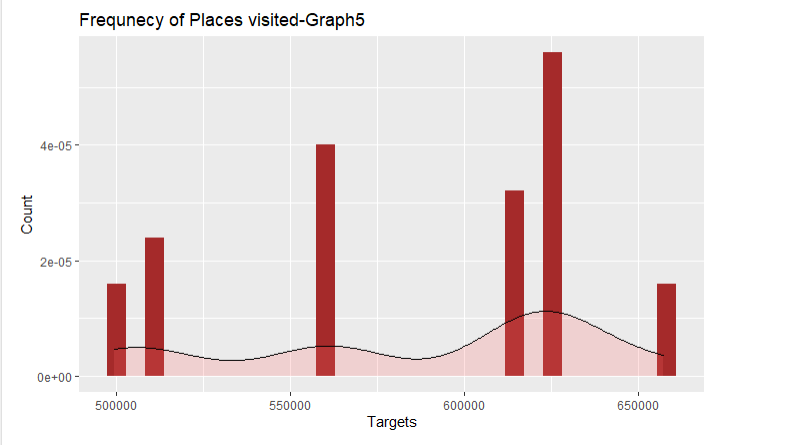 Frequnecy of Places visited-Graph5
Count
4e-05
2e-05
0e+00
500000 550000 600000 650000
Targets